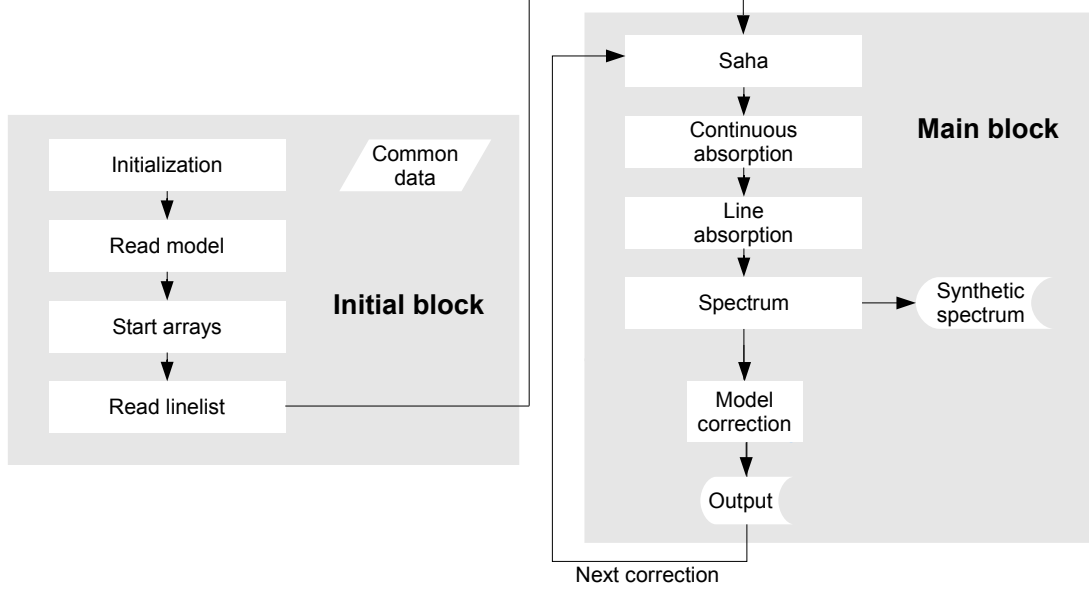 Initialization
Common
data
Read model
Initial block
Start arrays
Read linelist
Saha
Continuous
absorption
Main block
Line
absorption
Spectrum
Synthetic
spectrum
Model
correction
Output
Next correction